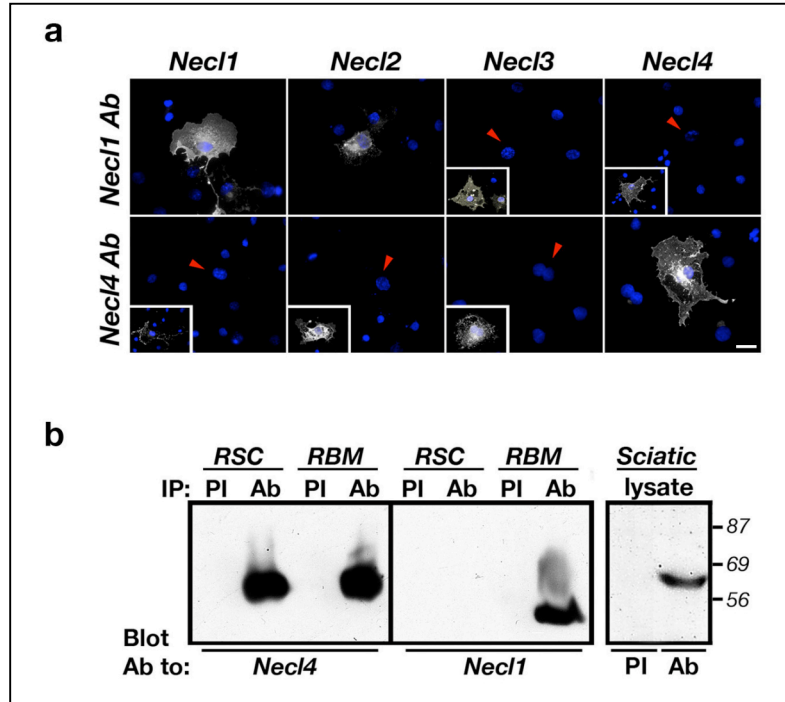 a
Necl1 Necl2 Necl3 Necl4
Necl1 Ab
Necl4 Ab
b
RSC RBM RSC RBM Sciatic
IP: PI Ab PI Ab PI Ab PI Ab lysate
87
69
56
Blot
Ab to: Necl4 Necl1 PI Ab